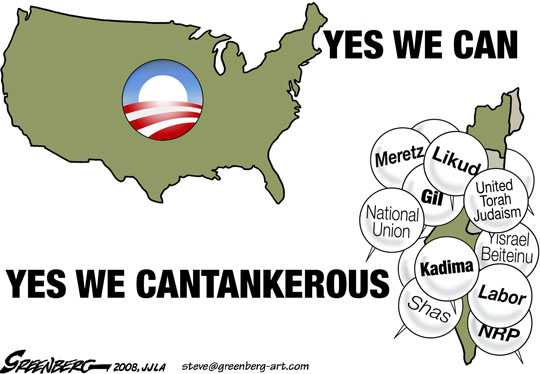 YES WE CAN
Meretz
Likud
Gil
United
Torah
Judaism
National
Union
Yisrael
Beiteinu
YES WE CANTANKEROUS
Kadima
Shas
Labor
NRP
GREENBERG 2008, JJLA steve@greenberg-art.com